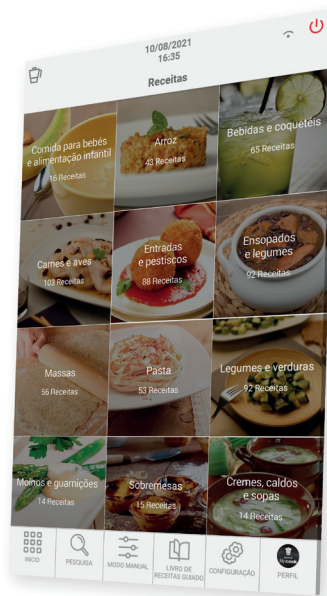 10/08/2021
16:35
Receitas
Comida para bebés
e alimentação infantil
16 Receitas
Arroz
43 Receitas
Bebidas e coquetéis
65 Receitas
Carnes e aves
103 Receitas
Entradas
e pestiscos
88 Receitas
Ensopados
e legumes
92 Receitas
Massas
56 Receitas
Pasta
53 Receitas
Legumes e verduras
92 Receitas
Molhos e guarnições
14 Receitas
Sobremesas
15 Receitas
Cremes, caldos
e sopas
14 Receitas
INÍCIO
PESQUISA
MODO MANUAL
LIVRO DE
RECEITAS GUIADO
CONFIGURAÇÃO
Mycook
PERFIL